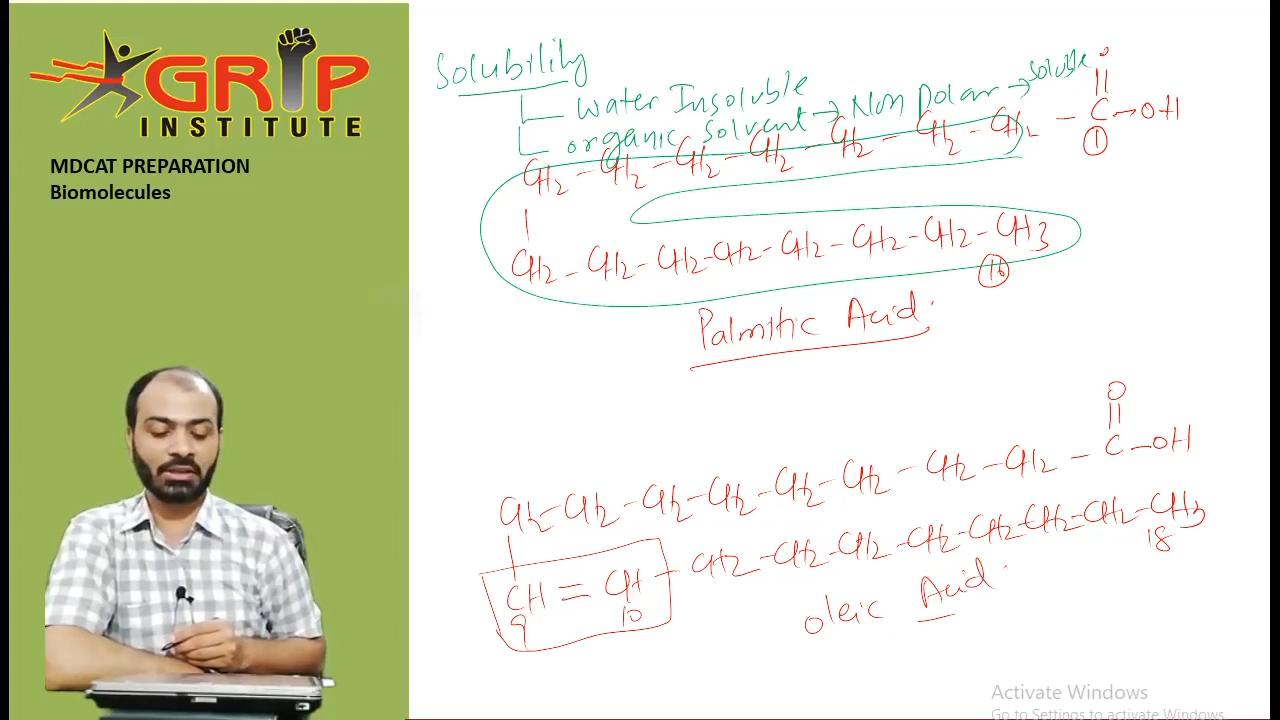 GRIP
INSTITUTE
MDCAT PREPARATION
Biomolecules
Solubility
Water Insoluble
organic solvent → Non Polar → Soluble
O
||
CH2 - CH2 - CH2 - CH2 - CH2 - CH2 - CH2 - C - OH
1
|
CH2 - CH2 - CH2 - CH2 - CH2 - CH2 - CH2 - CH3
16
Palmitic Acid.
O
||
CH2 - CH2 - CH2 - CH2 - CH2 - CH2 - CH2 - C - OH
|
CH = CH - CH2 - CH2 - CH2 - CH2 - CH2 - CH2 - CH2 - CH3
9 10 18
oleic Acid.
Activate Windows
Go to Settings to activate Windows.